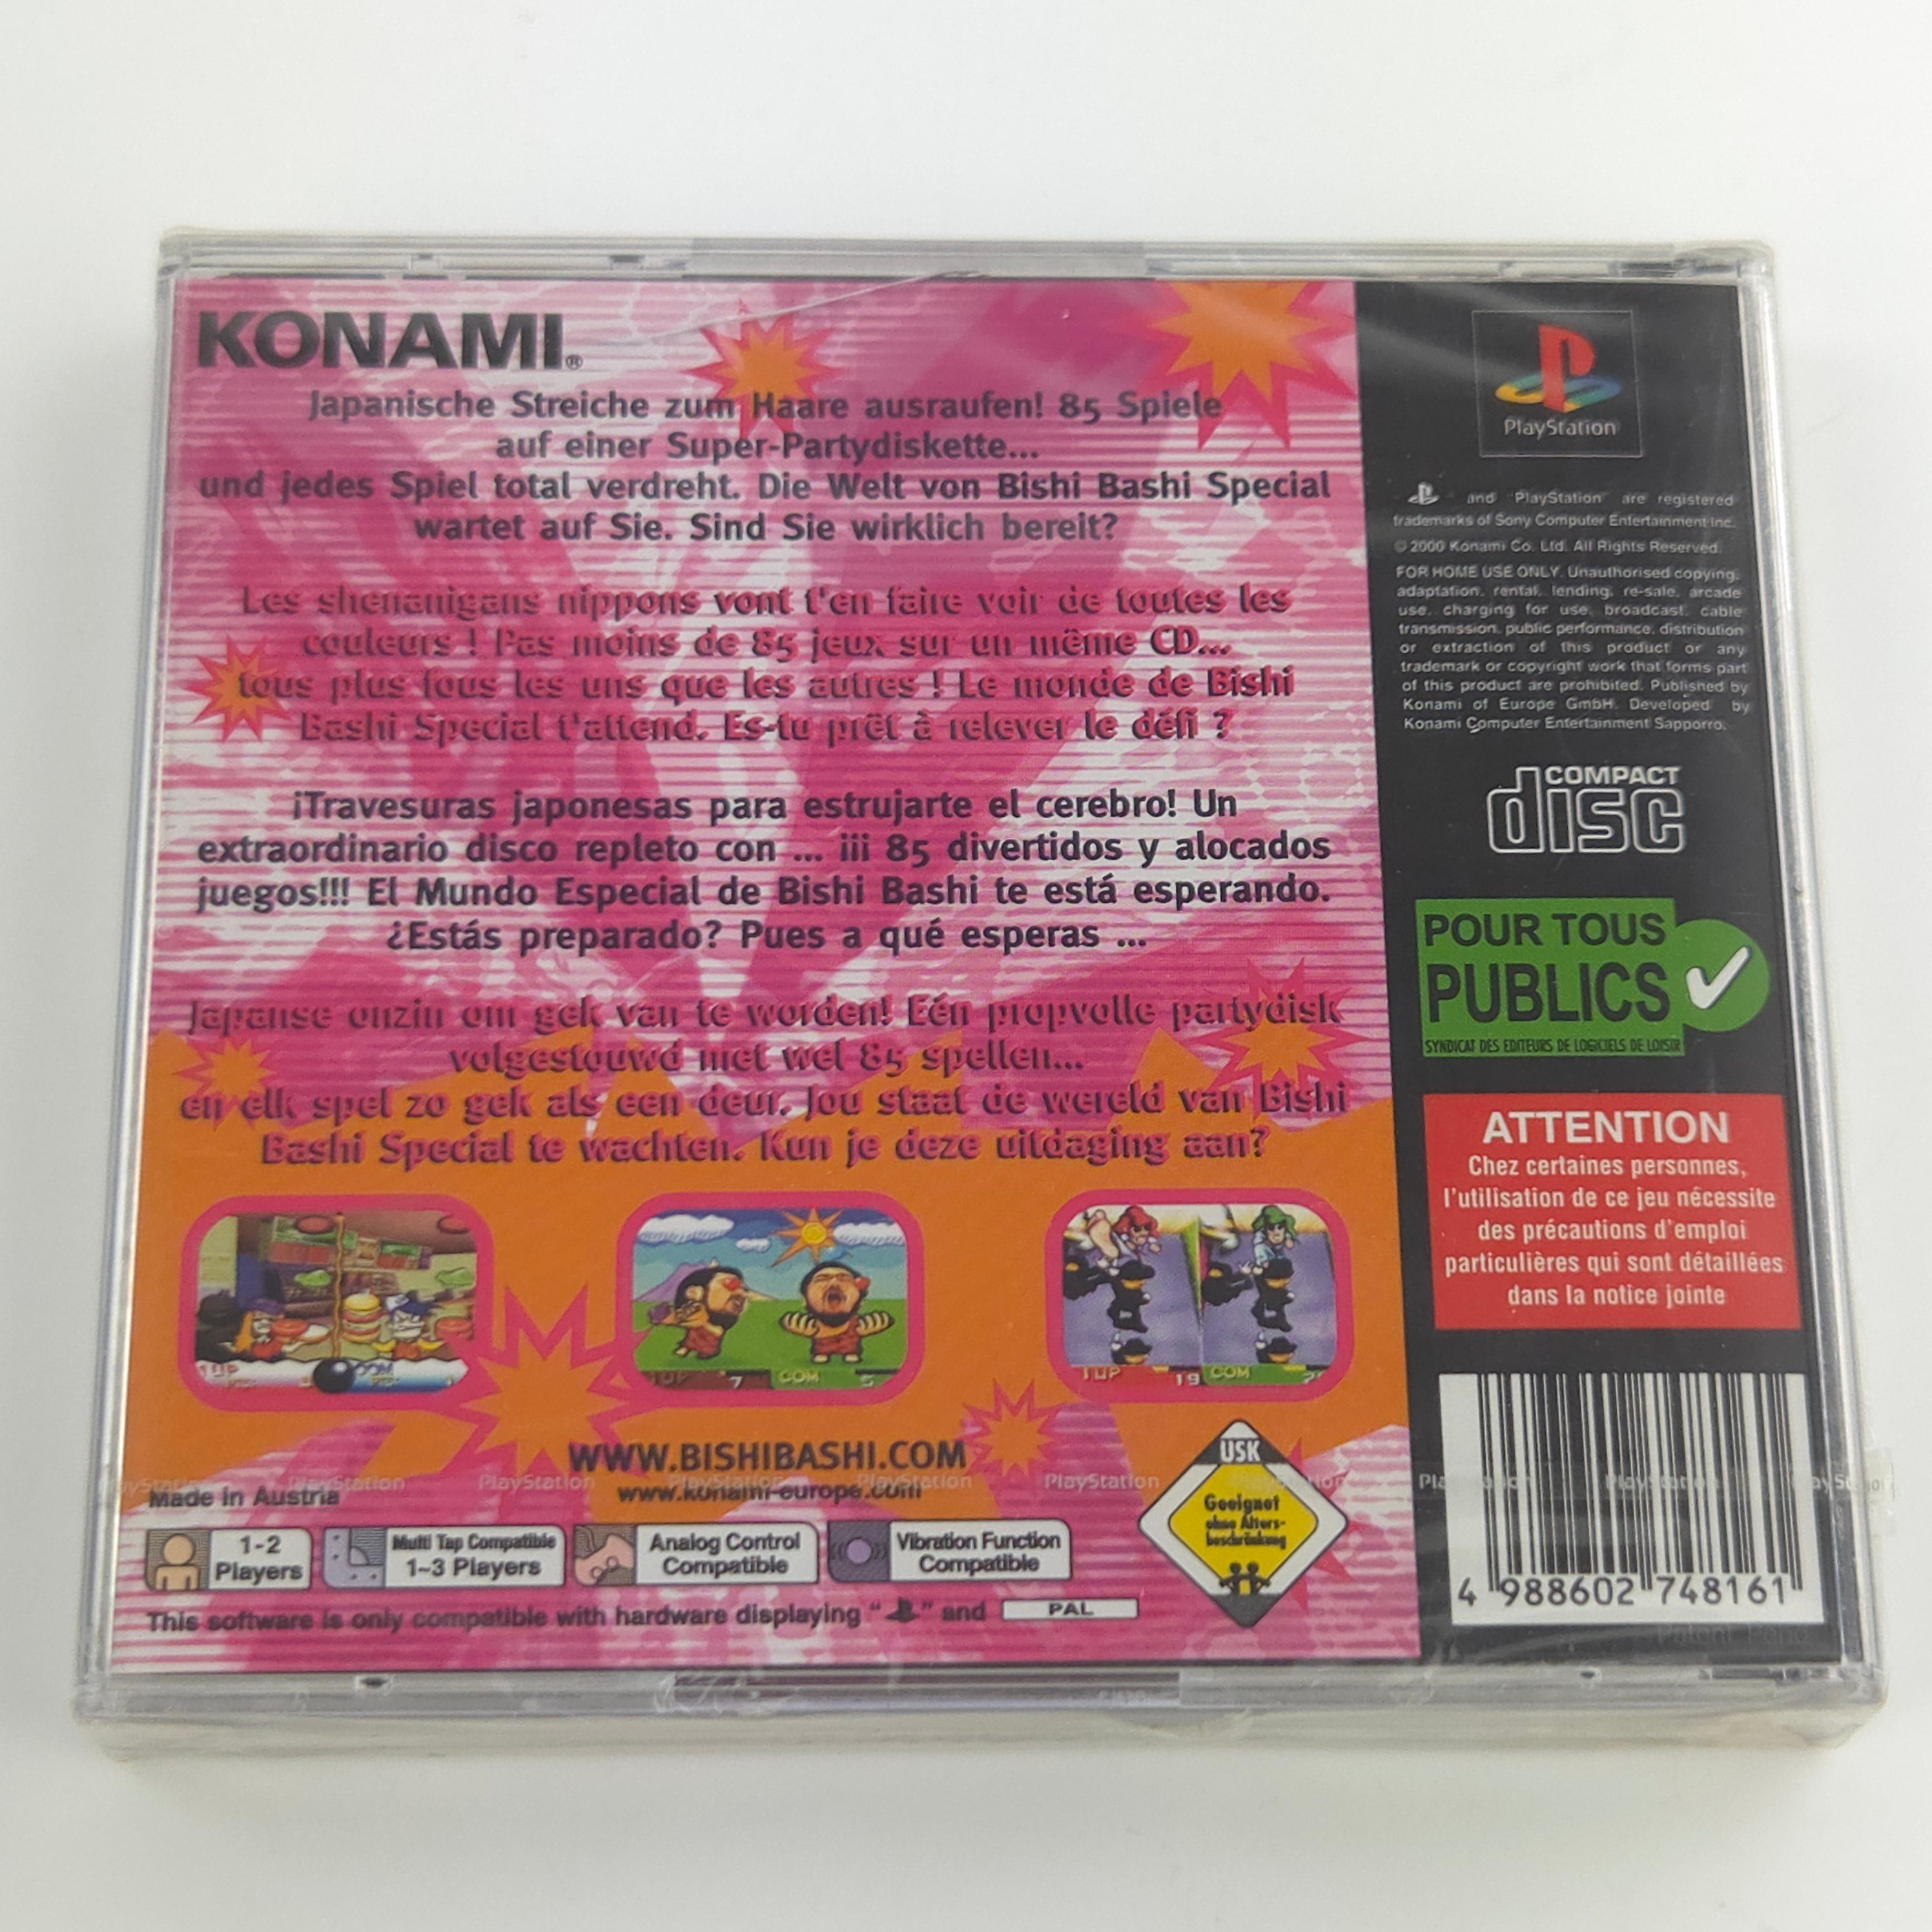 KONAMI®
Japanische Streiche zum Haare ausraufen! 85 Spiele
auf einer Super-Partydiskette...
und jedes Spiel total verdreht. Die Welt von Bishi Bashi Special
wartet auf Sie. Sind Sie wirklich bereit?
Les shenanigans nippons vont t'en faire voir de toutes les
couleurs ! Pas moins de 85 jeux sur un même CD...
tous plus fous les uns que les autres ! Le monde de Bishi
Bashi Special t'attend. Es-tu prêt à relever le défi ?
¡Travesuras japonesas para estrujarte el cerebro! Un
extraordinario disco repleto con ... ¡¡¡ 85 divertidos y alocados
juegos!!! El Mundo Especial de Bishi Bashi te está esperando.
¿Estás preparado? Pues a qué esperas ...
Japanse onzin om gek van te worden! Eén propvolle partydisk
volgestouwd met wel 85 spellen...
en elk spel zo gek als een deur. Jou staat de wereld van Bishi
Bashi Special te wachten. Kun je deze uitdaging aan?
1UP
1UP 7 COM 5
1UP 19 COM
WWW.BISHIBASHI.COM
www.konami-europe.com
PlayStation PlayStation PlayStation PlayStation PlayStation
Made in Austria
1-2
Players
Multi Tap Compatible
1-3 Players
Analog Control
Compatible
Vibration Function
Compatible
This software is only compatible with hardware displaying " " and PAL
USK
Geeignet
ohne Alters-
beschränkung
PlayStation
and PlayStation are registered
trademarks of Sony Computer Entertainment Inc.
© 2000 Konami Co. Ltd. All Rights Reserved.
FOR HOME USE ONLY. Unauthorised copying,
adaptation, rental, lending, re-sale, arcade
use, charging for use, broadcast, cable
transmission, public performance, distribution
or extraction of this product or any
trademark or copyright work that forms part
of this product are prohibited. Published by
Konami of Europe GmbH. Developed by
Konami Computer Entertainment Sapporro.
COMPACT
disc
POUR TOUS
PUBLICS
SYNDICAT DES EDITEURS DE LOGICIELS DE LOISIR
ATTENTION
Chez certaines personnes,
l'utilisation de ce jeu nécessite
des précautions d'emploi
particulières qui sont détaillées
dans la notice jointe
4 988602 748161